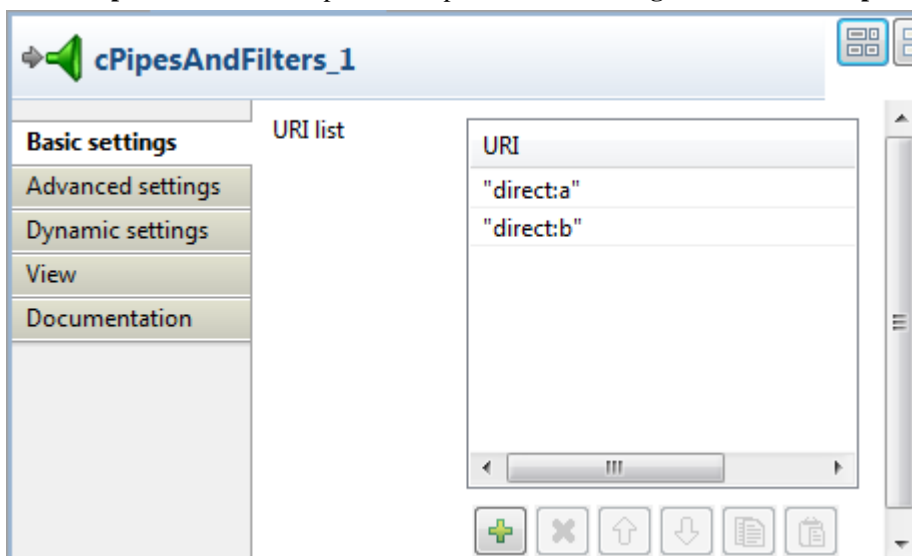 cPipesAndFilters_1
Basic settings
Advanced settings
Dynamic settings
View
Documentation
URI list
URI
"direct:a"
"direct:b"